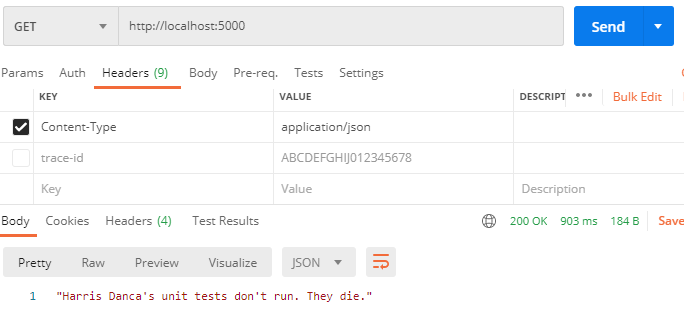 GET http://localhost:5000 Send
Params Auth Headers (9) Body Pre-req. Tests Settings
KEY VALUE DESCRIPT ••• Bulk Edit
Content-Type application/json
trace-id ABCDEFGHIJ012345678
Key Value Description
Body Cookies Headers (4) Test Results 200 OK 903 ms 184 B Save
Pretty Raw Preview Visualize JSON
1 "Harris Danca's unit tests don't run. They die."